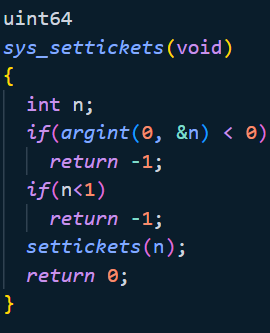 uint64
sys_settickets(void)
{
  int n;
  if(argint(0, &n) < 0)
    return -1;
  if(n<1)
    return -1;
  settickets(n);
  return 0;
}